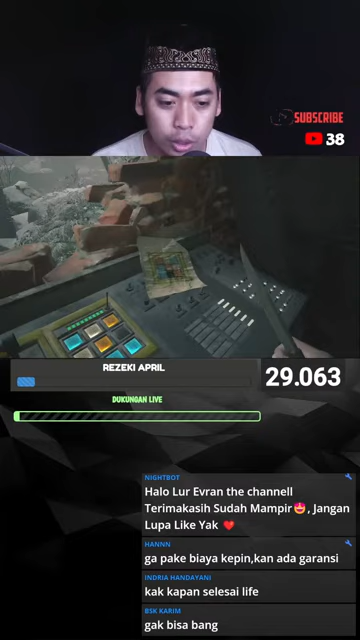 SUBSCRIBE
38
REZEKI APRIL
29.063
DUKUNGAN LIVE
NIGHTBOT
Halo Lur Evran the channell
Terimakasih Sudah Mampir🤩, Jangan
Lupa Like Yak ❤️
HANNN
ga pake biaya kepin,kan ada garansi
INDRIA HANDAYANI
kak kapan selesai life
BSK KARIM
gak bisa bang